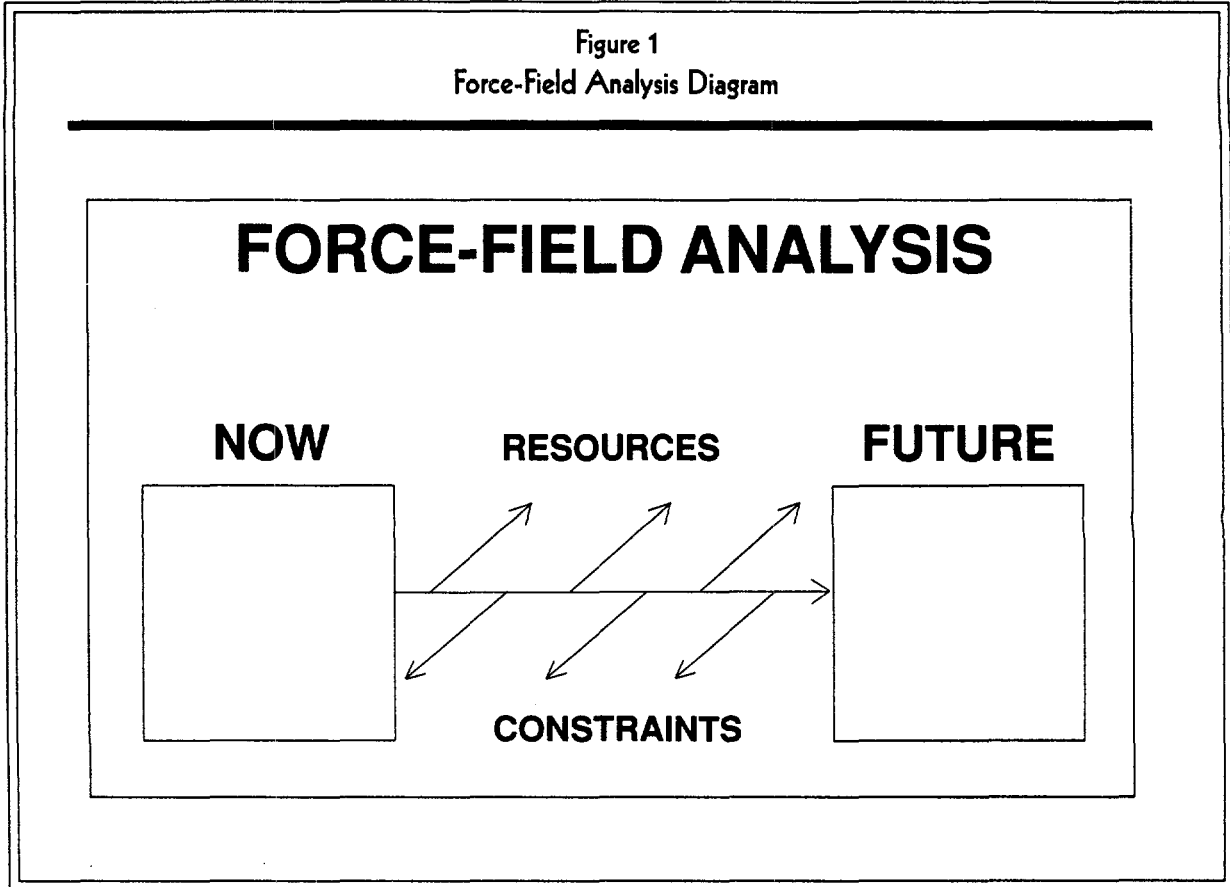 Figure 1
Force-Field Analysis Diagram
FORCE-FIELD ANALYSIS
NOW
RESOURCES
FUTURE
CONSTRAINTS